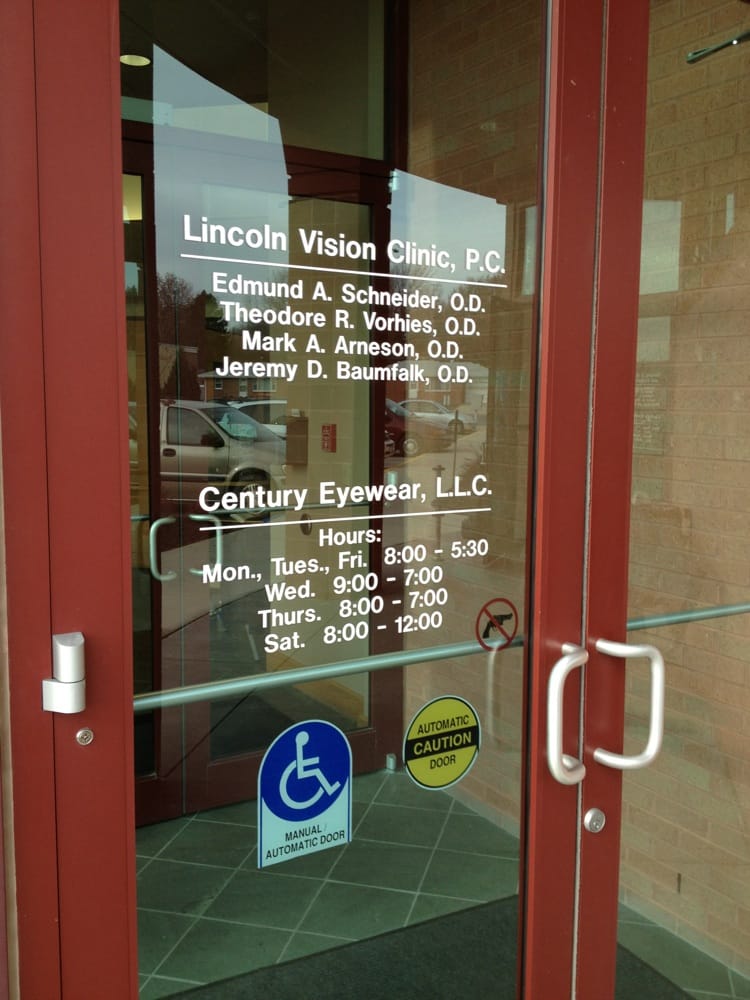 Lincoln Vision Clinic, P.C.
Edmund A. Schneider, O.D.
Theodore R. Vorhies, O.D.
Mark A. Arneson, O.D.
Jeremy D. Baumfalk, O.D.
Century Eyewear, L.L.C.
Hours:
Mon., Tues., Fri. 8:00 - 5:30
Wed. 9:00 - 7:00
Thurs. 8:00 - 7:00
Sat. 8:00 - 12:00
AUTOMATIC
CAUTION
DOOR
MANUAL/
AUTOMATIC DOOR